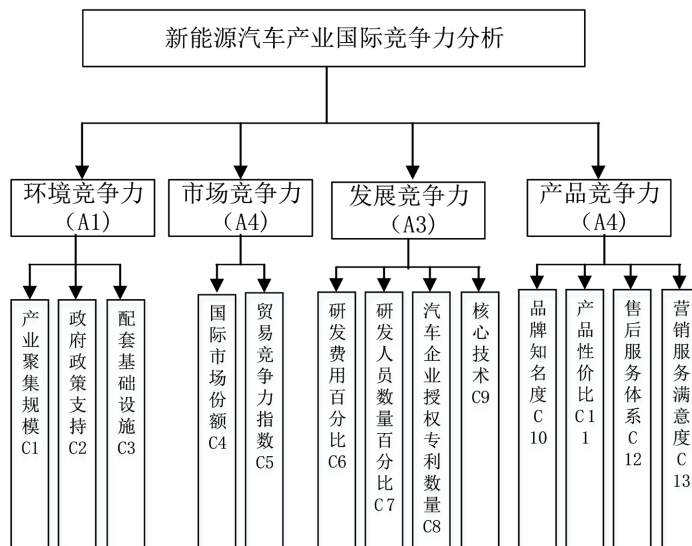 新能源汽车产业国际竞争力分析
环境竞争力
（A1）
市场竞争力
（A4）
发展竞争力
（A3）
产品竞争力
（A4）
产业聚集规模C1
政府政策支持C2
配套基础设施C3
国际市场份额C4
贸易竞争力指数C5
研发费用百分比C6
研发人员数量百分比C7
汽车企业授权专利数量C8
核心技术C9
品牌知名度C10
产品性价比C11
售后服务体系C12
营销服务满意度C13